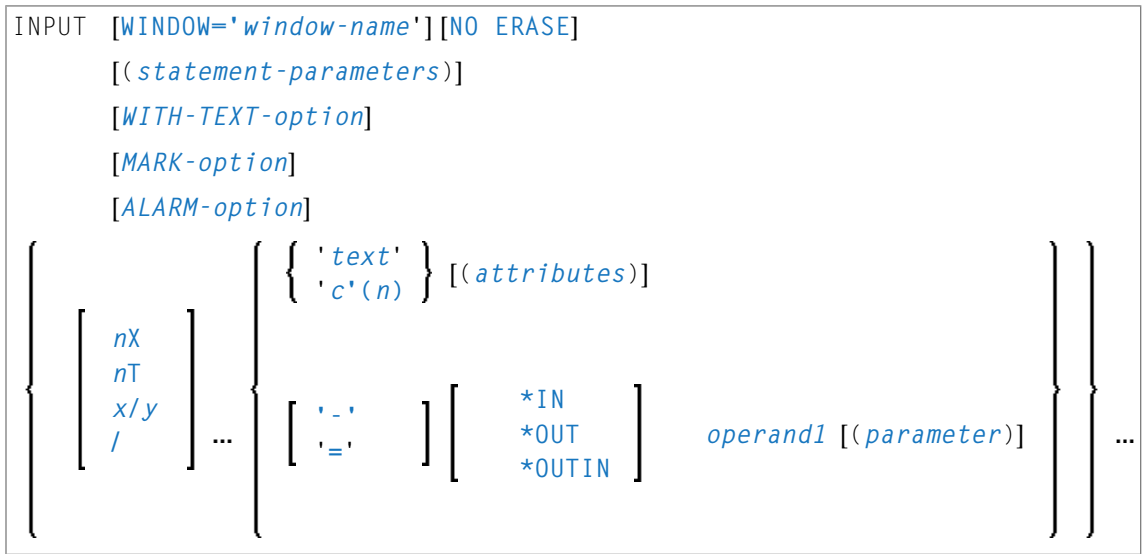 INPUT [WINDOW='window-name'][NO ERASE]
[(statement-parameters)]
[WITH-TEXT-option]
[MARK-option]
[ALARM-option]
{ [ nX nT x/y / ] ... { { 'text' 'c'(n) } [(attributes)]
[ '-' '=' ] [ *IN *OUT *OUTIN ] operand1 [(parameter)] } } ...